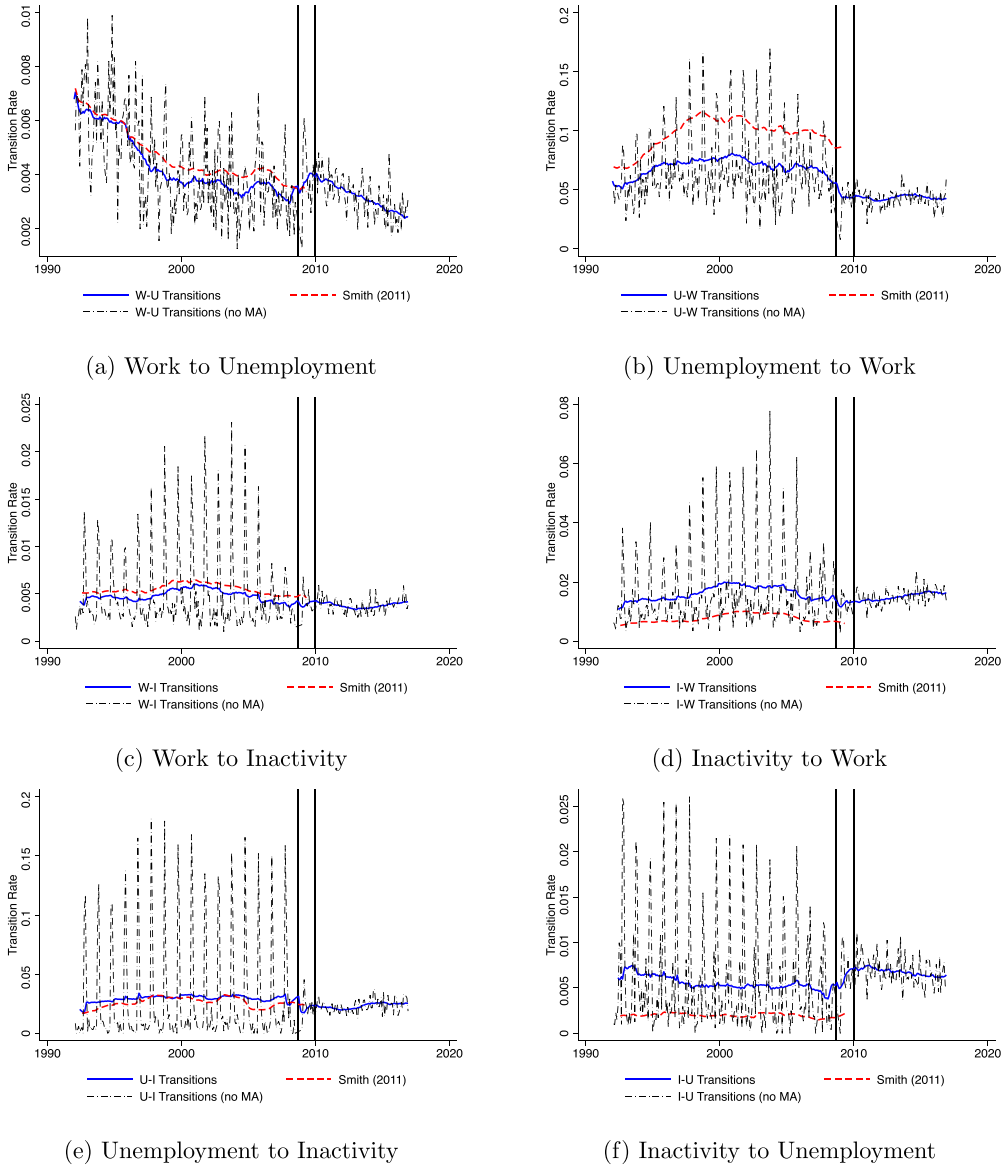 0.01
0.2
0.008
0.15
Transition Rate
0.006
Transition Rate
0.1
0.004
0.05
0.002
0
1990 2000 2010 2020
1990 2000 2010 2020
W-U Transitions Smith (2011)
W-U Transitions (no MA)
U-W Transitions Smith (2011)
U-W Transitions (no MA)
(a) Work to Unemployment
(b) Unemployment to Work
0.025
0.02
0.015
Transition Rate
0.01
0.005
0
1990 2000 2010 2020
W-I Transitions Smith (2011)
W-I Transitions (no MA)
(c) Work to Inactivity
0.08
0.06
Transition Rate
0.04
0.02
0
1990 2000 2010 2020
I-W Transitions Smith (2011)
I-W Transitions (no MA)
(d) Inactivity to Work
0.2
0.15
Transition Rate
0.1
0.05
0
1990 2000 2010 2020
U-I Transitions Smith (2011)
U-I Transitions (no MA)
(e) Unemployment to Inactivity
0.025
0.02
0.015
Transition Rate
0.01
0.005
0
1990 2000 2010 2020
I-U Transitions Smith (2011)
I-U Transitions (no MA)
(f) Inactivity to Unemployment